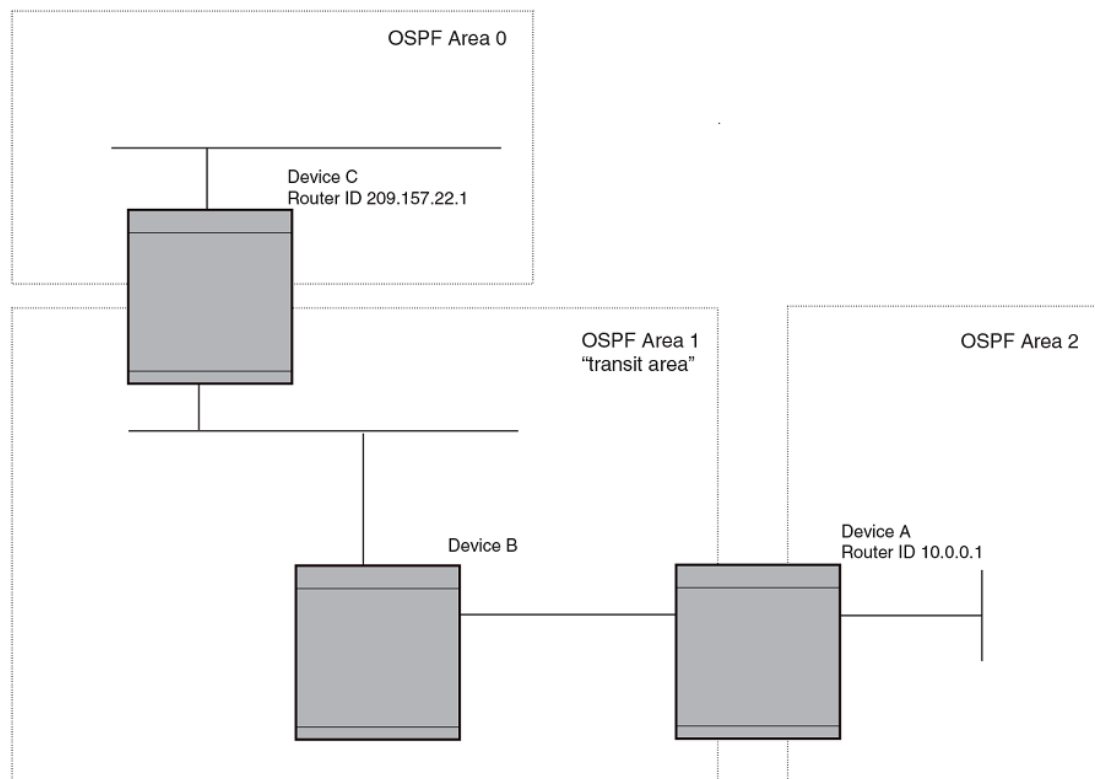 OSPF Area 0
Device C
Router ID 209.157.22.1
OSPF Area 1
“transit area”
OSPF Area 2
Device B
Device A
Router ID 10.0.0.1